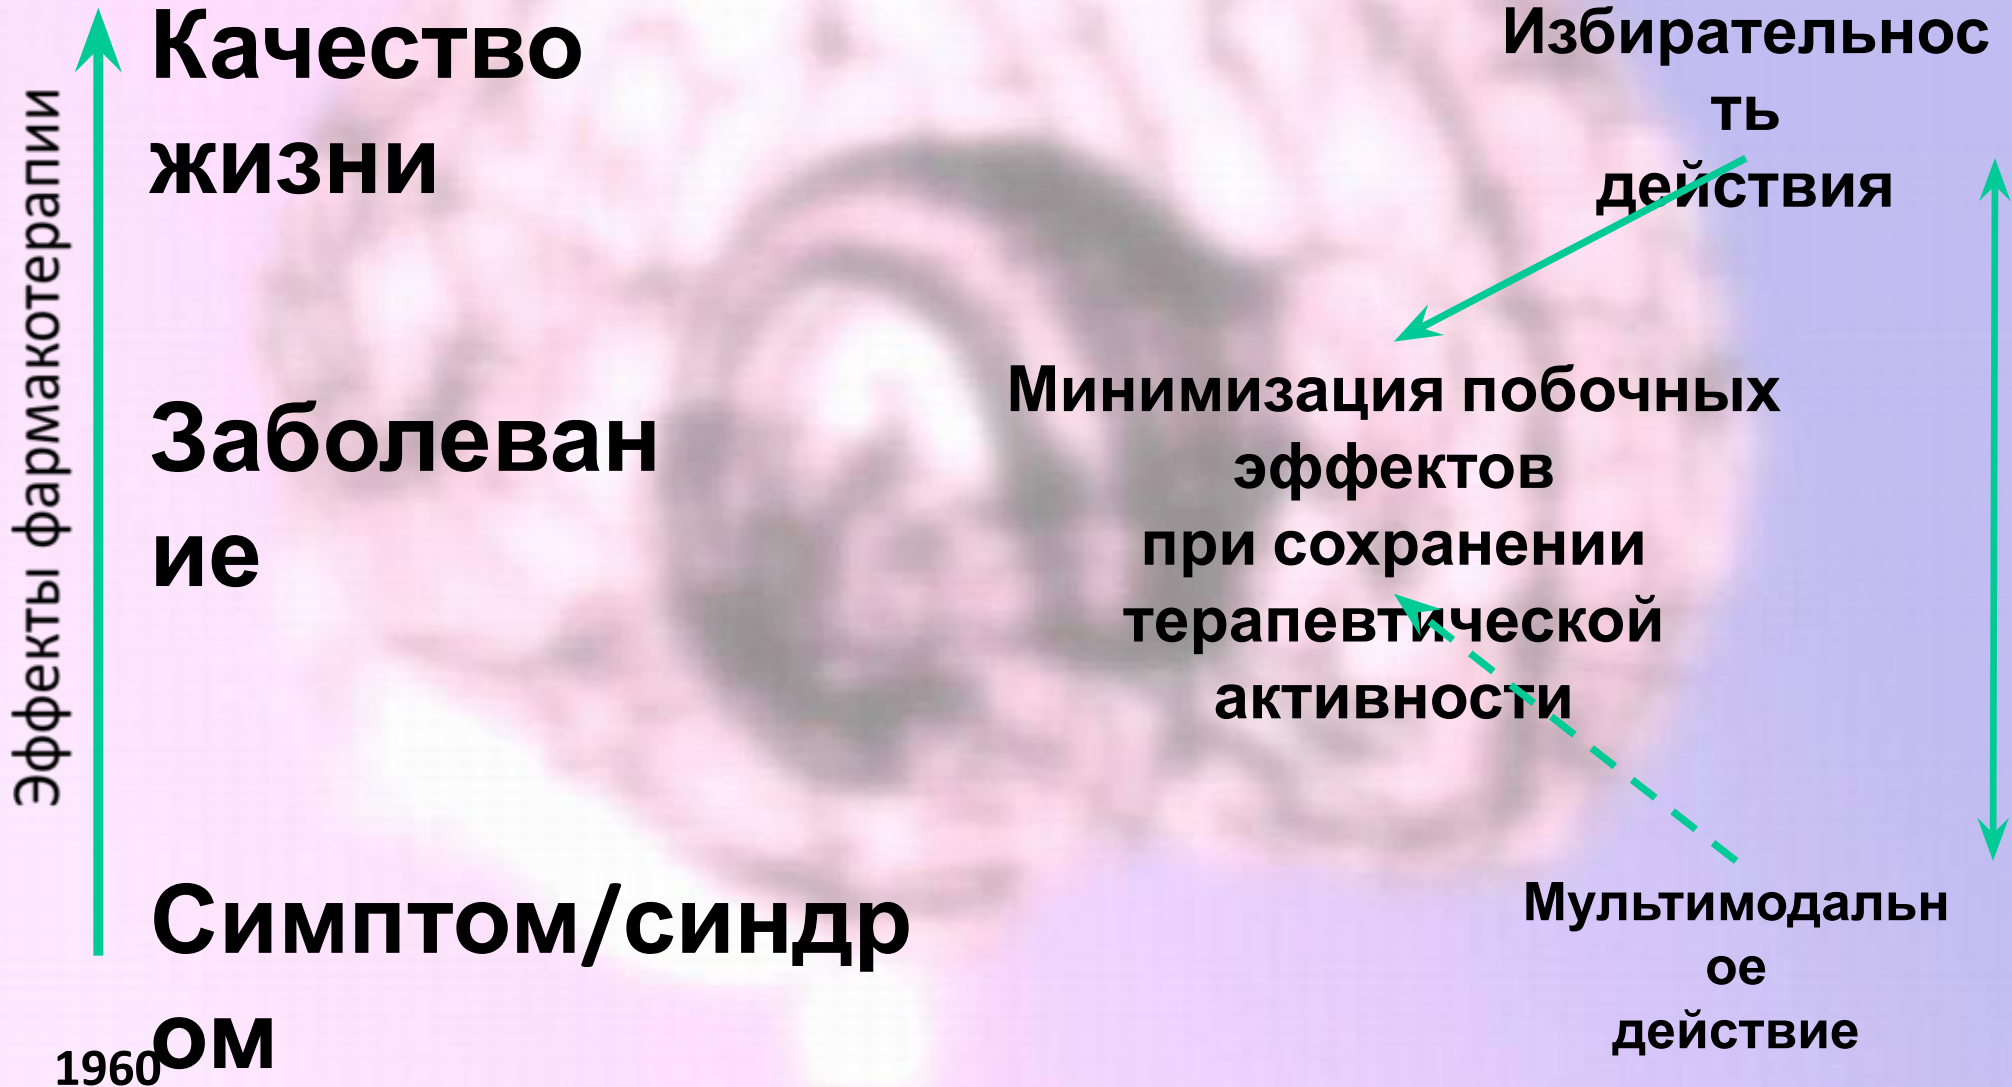 Эффекты фармакотерапии
Качество
жизни
Заболеван
ие
Симптом/синдр
ом
1960
Избирательнос
ть
действия
Минимизация побочных
эффектов
при сохранении
терапевтической
активности
Мультимодальн
ое
действие